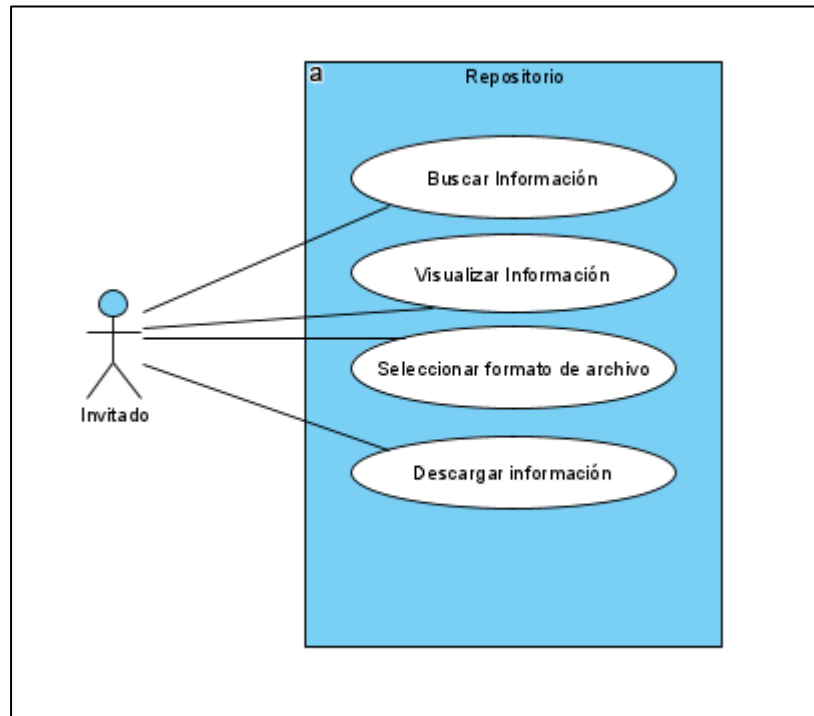 a
Repositorio
Buscar Información
Visualizar Información
Seleccionar formato de archivo
Invitado
Descargar información